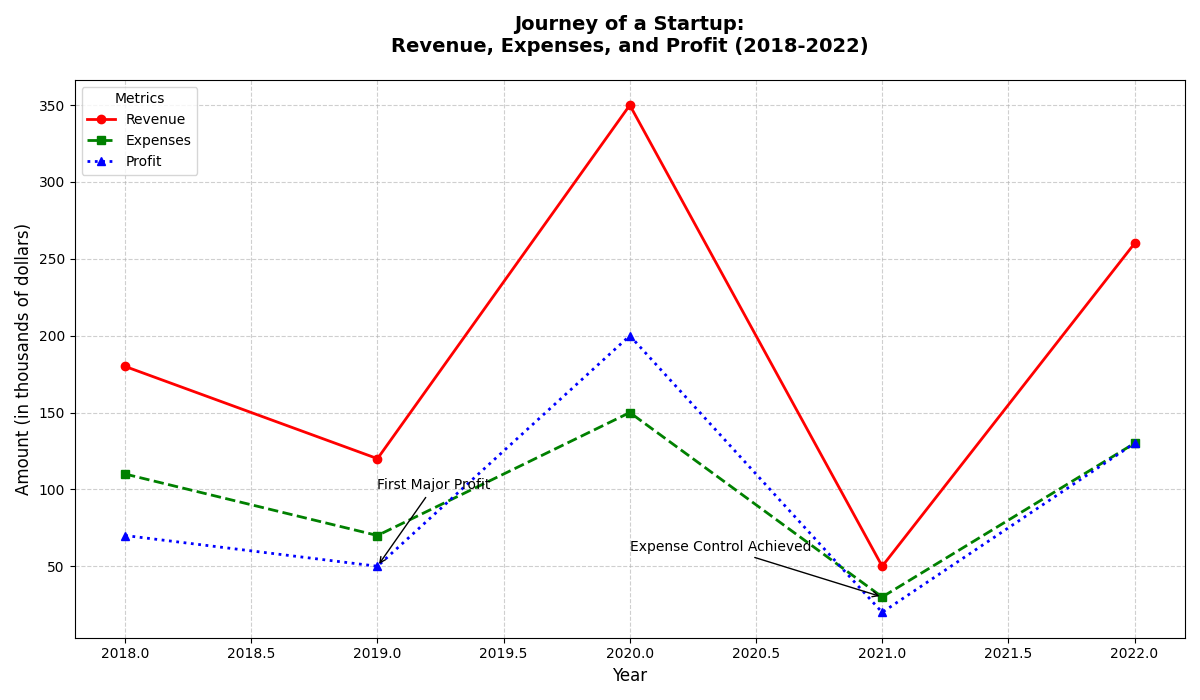 Journey of a Startup:
Revenue, Expenses, and Profit (2018-2022)
Metrics
Revenue
Expenses
Profit
Amount (in thousands of dollars)
350
300
250
200
150
100
50
First Major Profit
Expense Control Achieved
2018.0 2018.5 2019.0 2019.5 2020.0 2020.5 2021.0 2021.5 2022.0
Year